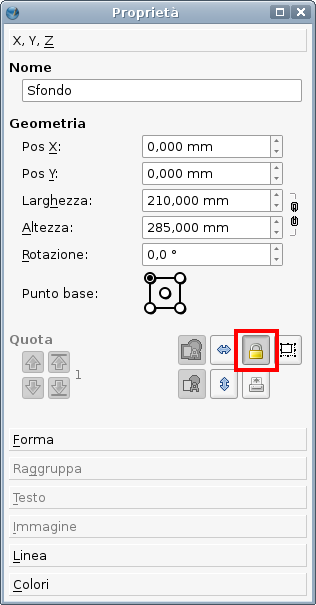 Proprietà
X, Y, Z
Nome
Sfondo
Geometria
Pos X: 0,000 mm
Pos Y: 0,000 mm
Larghezza: 210,000 mm
Altezza: 285,000 mm
Rotazione: 0,0 °
Punto base:
Quota
1
Forma
Raggruppa
Testo
Immagine
Linea
Colori